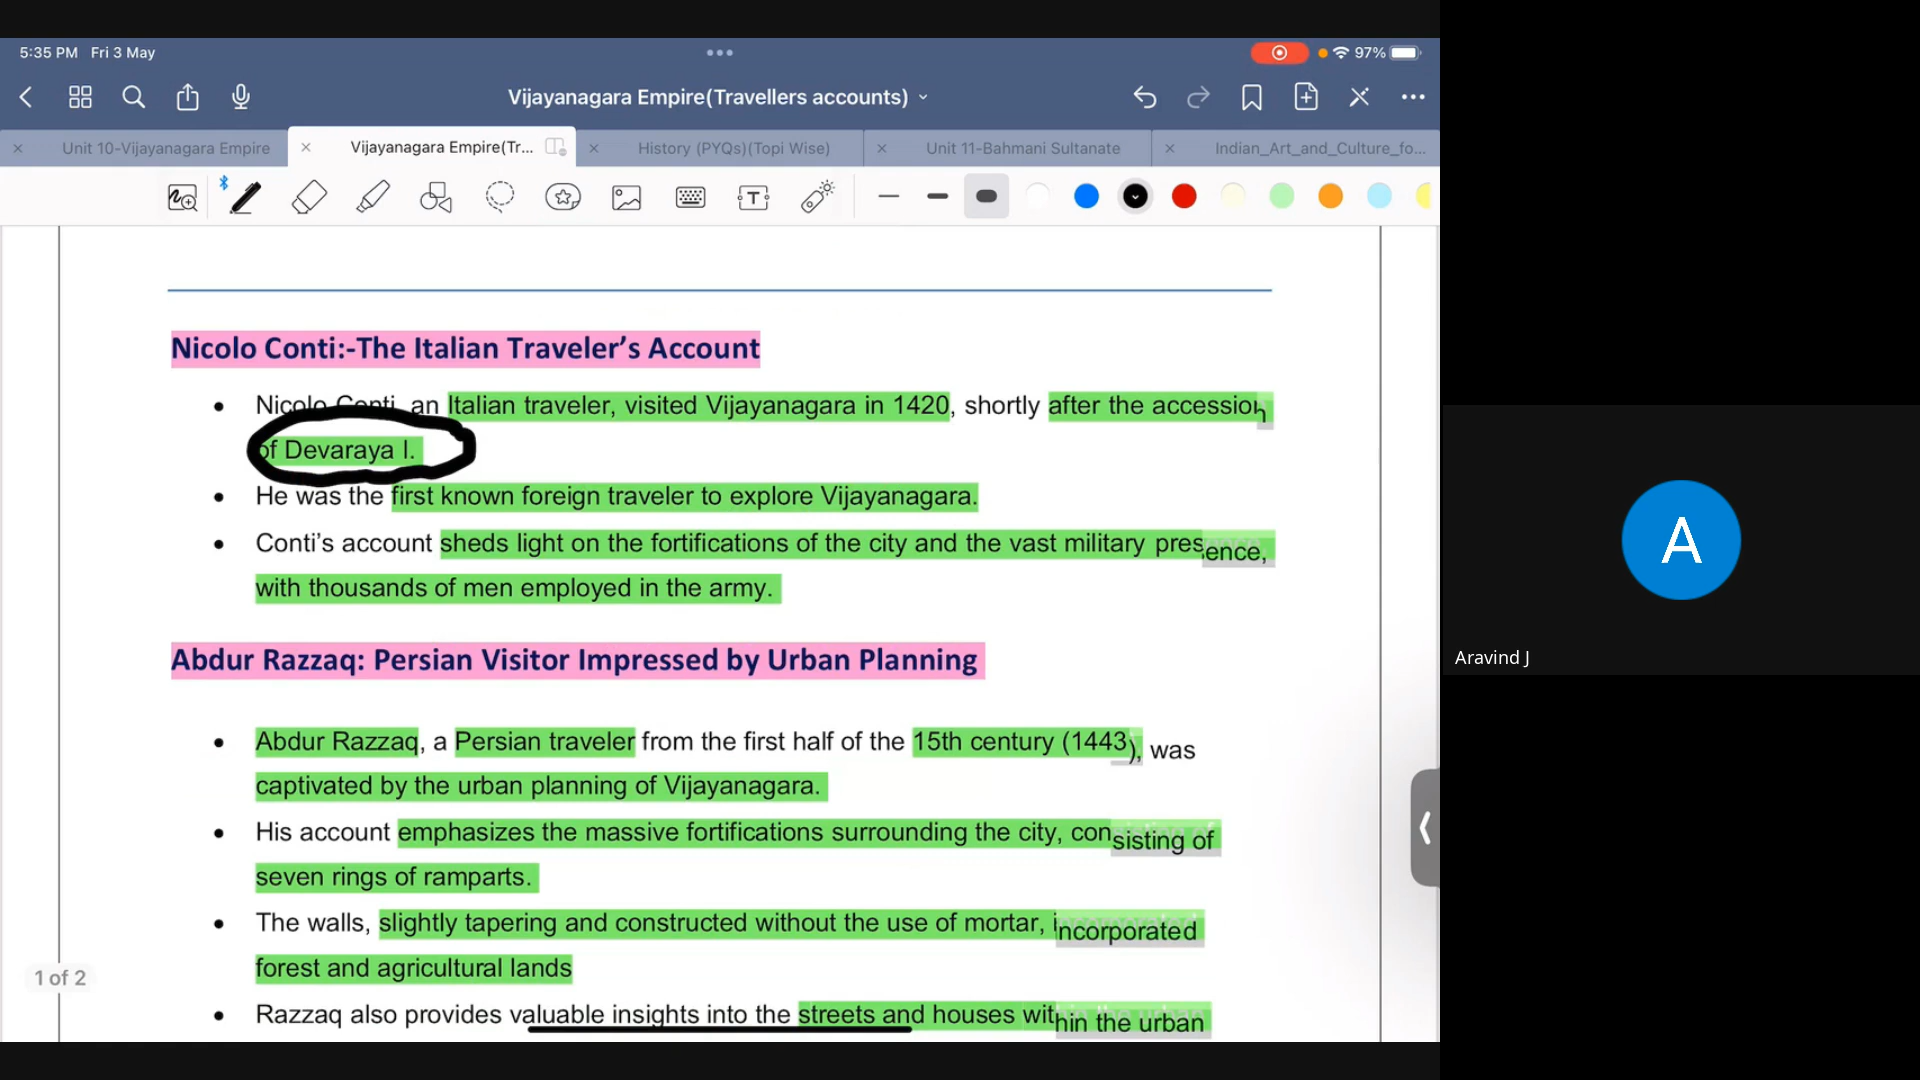 5:35 PM Fri 3 May
97%
Vijayanagara Empire(Travellers accounts)
Unit 10-Vijayanagara Empire
Vijayanagara Empire(Tr...
History (PYQs)(Topi Wise)
Unit 11-Bahmani Sultanate
Indian_Art_and_Culture_fo...
Nicolo Conti:-The Italian Traveler’s Account
• Nicolo Conti, an Italian traveler, visited Vijayanagara in 1420, shortly after the accession
of Devaraya I.
• He was the first known foreign traveler to explore Vijayanagara.
• Conti’s account sheds light on the fortifications of the city and the vast military presence,
with thousands of men employed in the army.
Abdur Razzaq: Persian Visitor Impressed by Urban Planning
• Abdur Razzaq, a Persian traveler from the first half of the 15th century (1443), was
captivated by the urban planning of Vijayanagara.
• His account emphasizes the massive fortifications surrounding the city, consisting of
seven rings of ramparts.
• The walls, slightly tapering and constructed without the use of mortar, incorporated
forest and agricultural lands
• Razzaq also provides valuable insights into the streets and houses within the urban
1 of 2
A
Aravind J